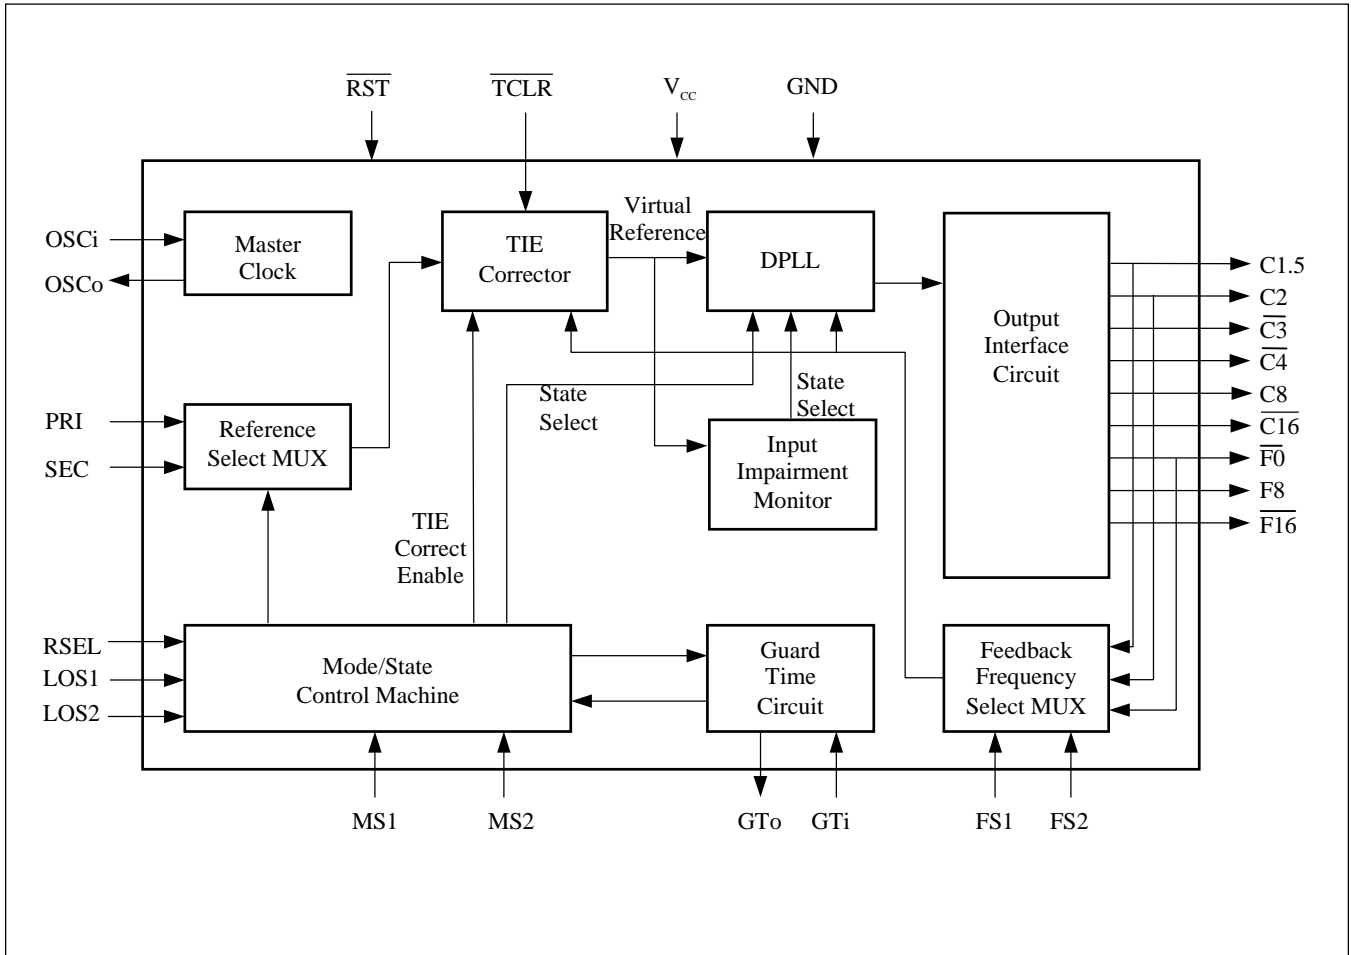 RST
TCLR
VCC
GND
OSCi
OSCo
Master
Clock
TIE
Corrector
Virtual
Reference
DPLL
Output
Interface
Circuit
C1.5
C2
C3
C4
C8
C16
F0
F8
F16
PRI
SEC
Reference
Select MUX
State
Select
State
Select
Input
Impairment
Monitor
TIE
Correct
Enable
RSEL
LOS1
LOS2
Mode/State
Control Machine
Guard
Time
Circuit
Feedback
Frequency
Select MUX
MS1
MS2
GTo
GTi
FS1
FS2